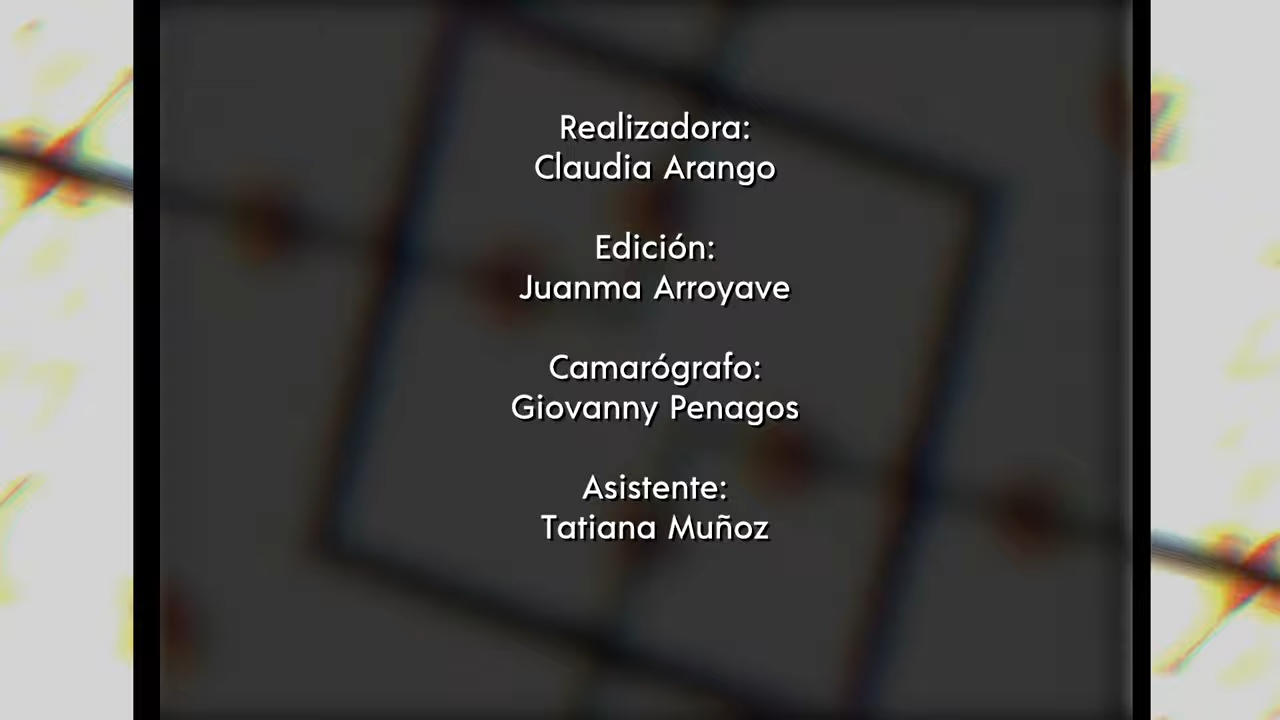 Realizadora:
Claudia Arango
Edición:
Juanma Arroyave
Camarógrafo:
Giovanny Penagos
Asistente:
Tatiana Muñoz